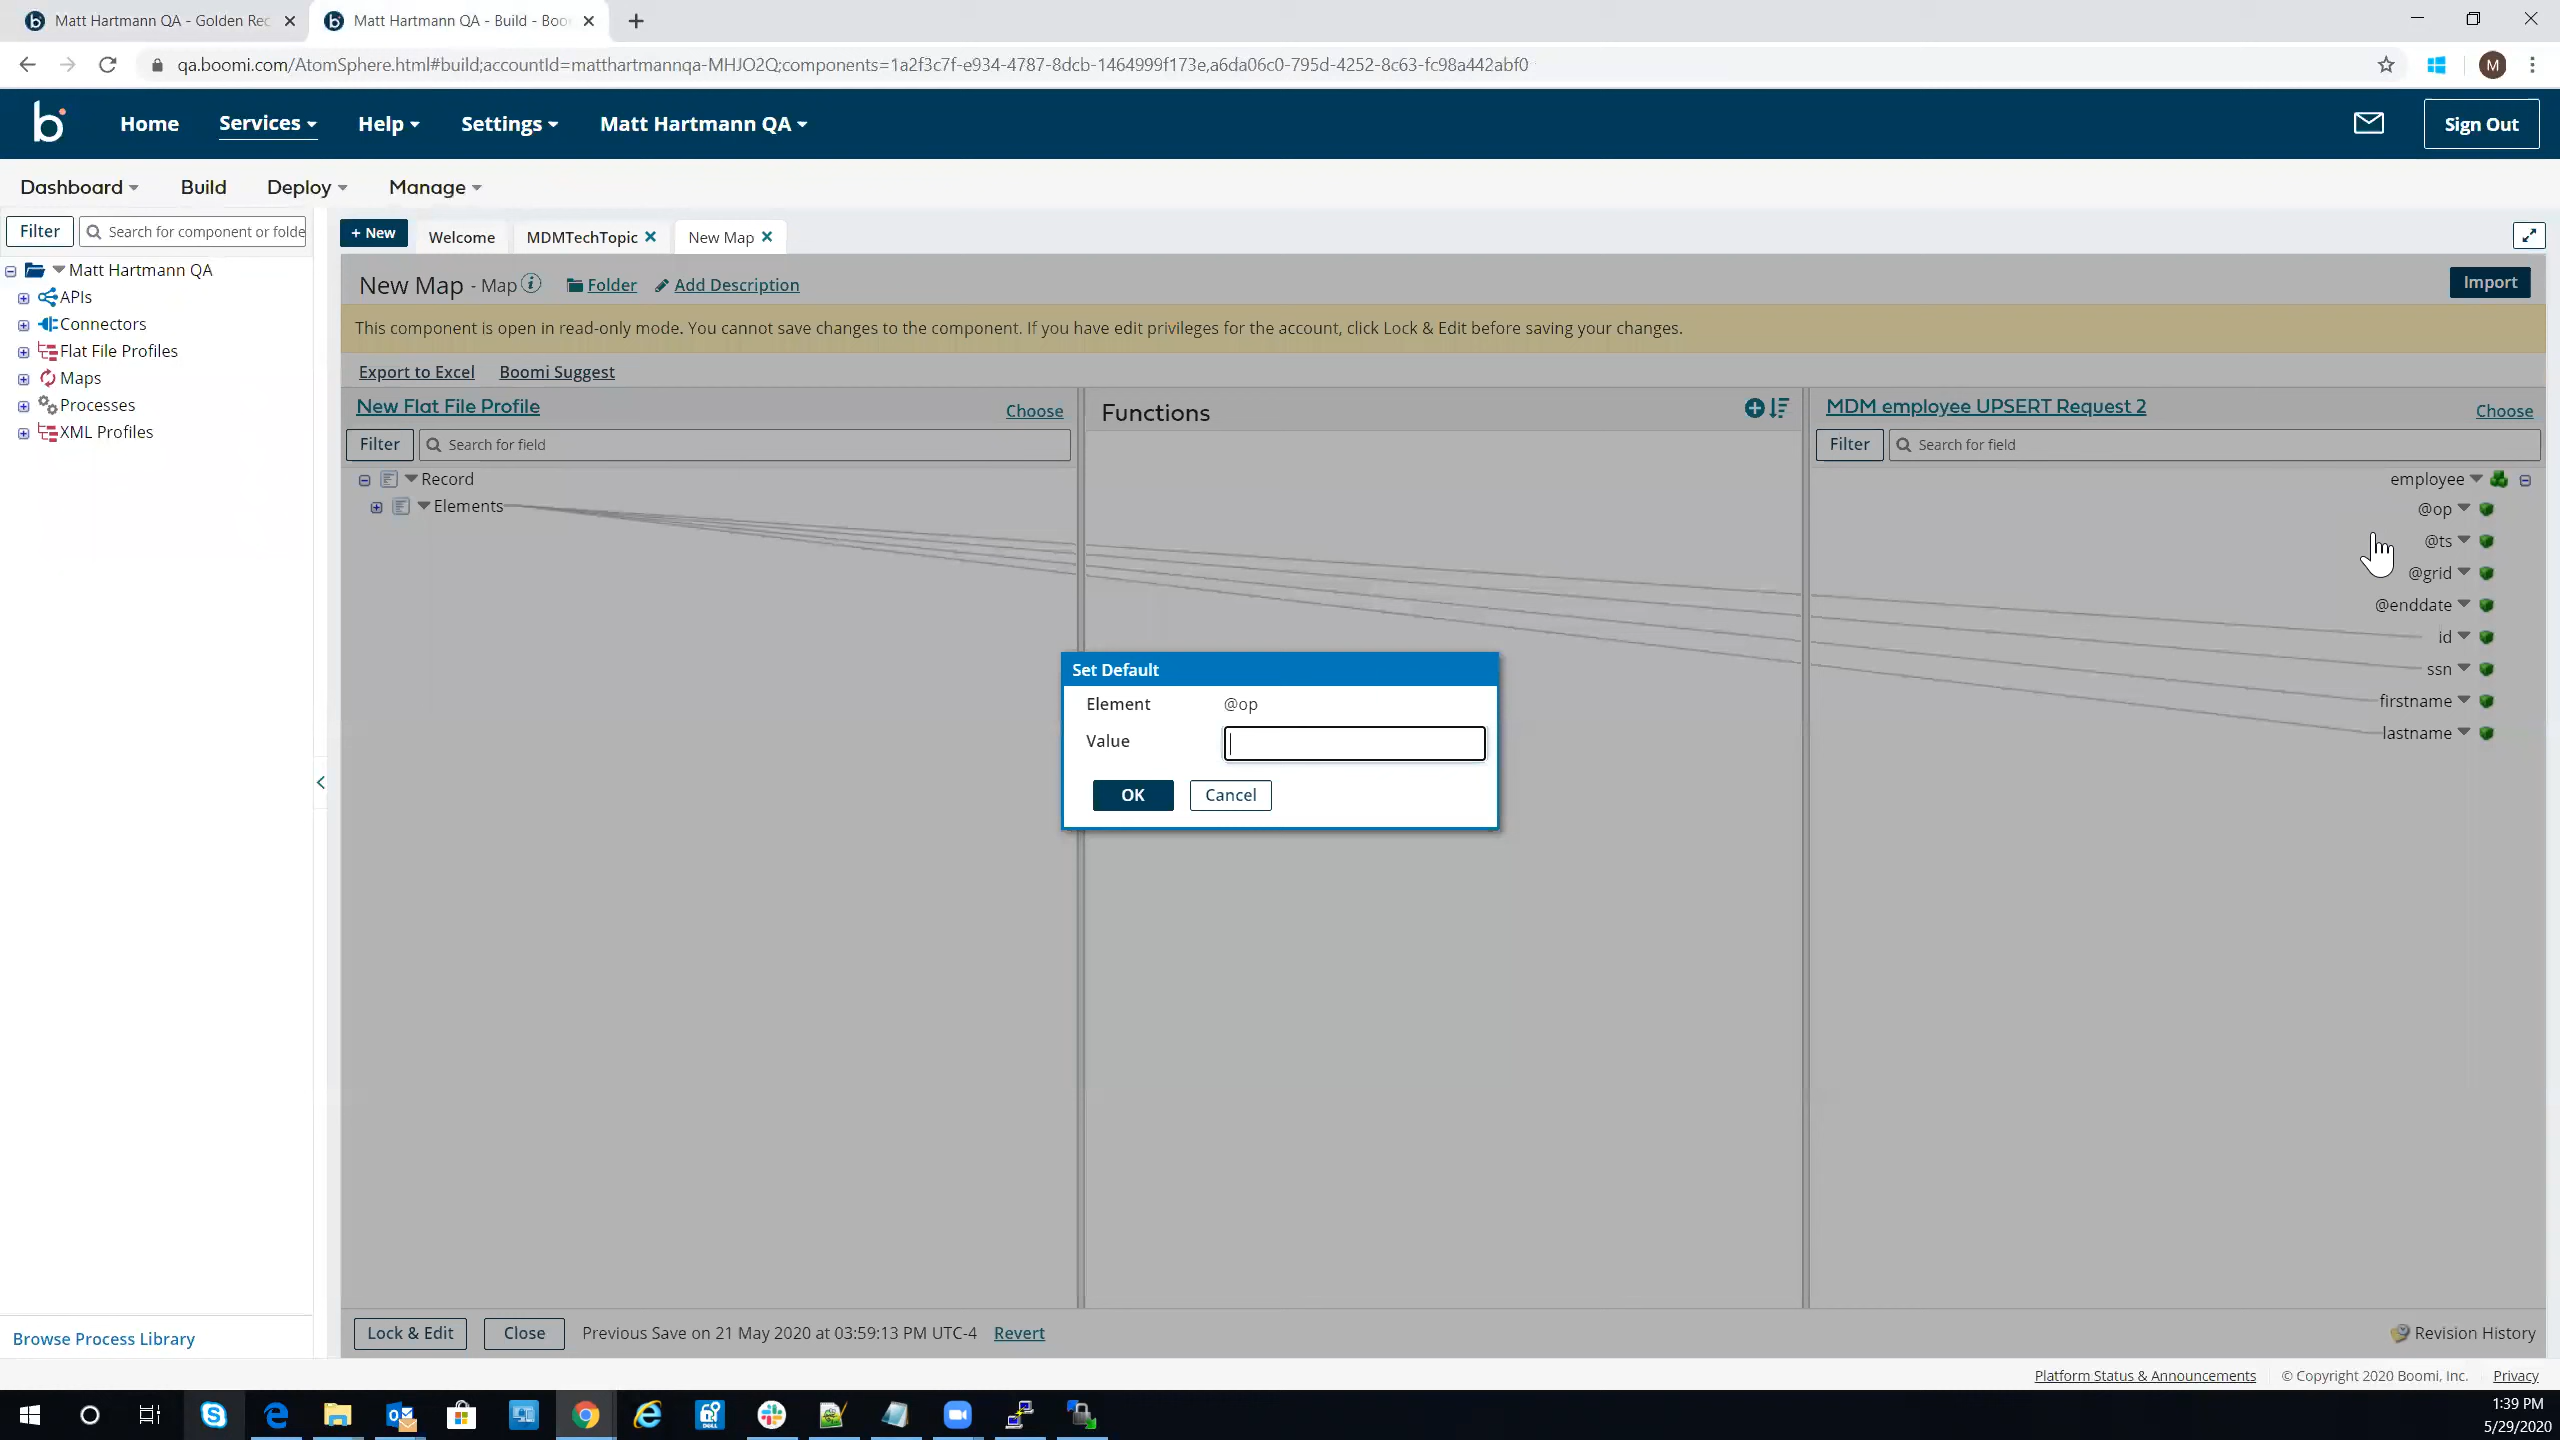 Matt Hartmann QA - Golden Rec
Matt Hartmann QA - Build - Boo
qa.boomi.com/AtomSphere.html#build;accountId=matthartmannqa-MHJO2Q;components=1a2f3c7f-e934-4787-8dcb-1464999f173e,a6da06c0-795d-4252-8c63-fc98a442abf0
M
b Home Services Help Settings Matt Hartmann QA Sign Out
Dashboard Build Deploy Manage
Filter Search for component or folde
+ New Welcome MDMTechTopic New Map
Matt Hartmann QA
APIs
Connectors
Flat File Profiles
Maps
Processes
XML Profiles
New Map - Map Folder Add Description Import
This component is open in read-only mode. You cannot save changes to the component. If you have edit privileges for the account, click Lock & Edit before saving your changes.
Export to Excel Boomi Suggest
New Flat File Profile Choose Functions MDM employee UPSERT Request 2 Choose
Filter Search for field Filter Search for field
Record employee
Elements @op
@ts
@grid
@enddate
id
ssn
firstname
lastname
Set Default
Element @op
Value
OK Cancel
Lock & Edit Close Previous Save on 21 May 2020 at 03:59:13 PM UTC-4 Revert Revision History
Browse Process Library
Platform Status & Announcements © Copyright 2020 Boomi, Inc. Privacy
1:39 PM
5/29/2020